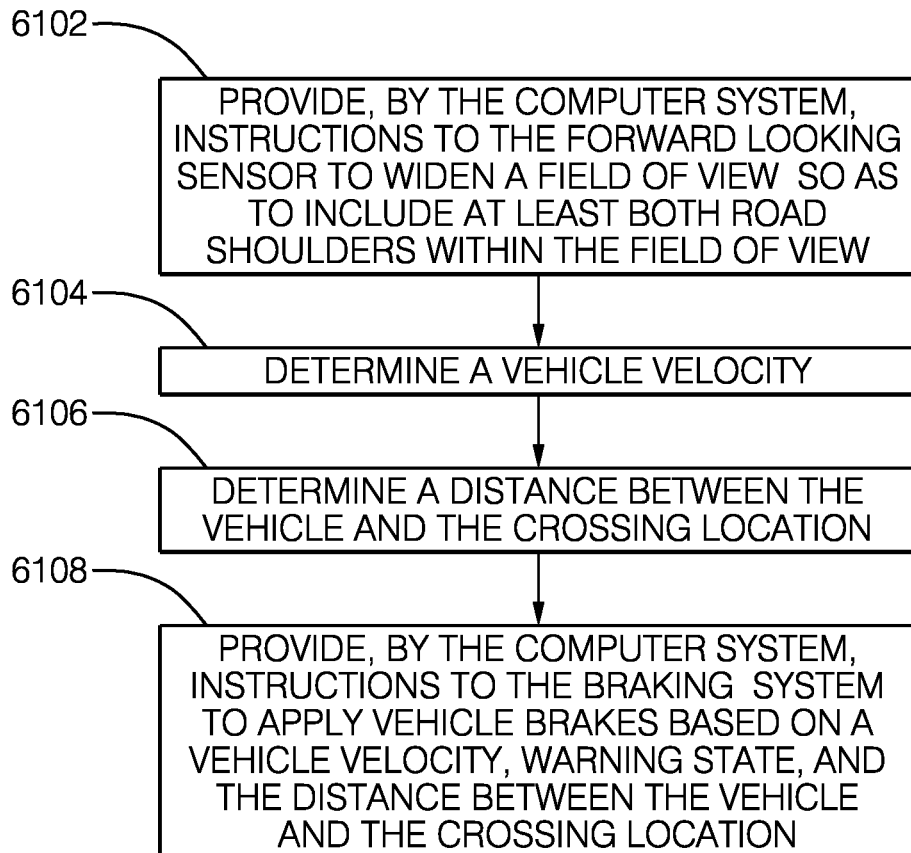 6102
PROVIDE, BY THE COMPUTER SYSTEM,
INSTRUCTIONS TO THE FORWARD LOOKING
SENSOR TO WIDEN A FIELD OF VIEW SO AS
TO INCLUDE AT LEAST BOTH ROAD
SHOULDERS WITHIN THE FIELD OF VIEW
6104
DETERMINE A VEHICLE VELOCITY
6106
DETERMINE A DISTANCE BETWEEN THE
VEHICLE AND THE CROSSING LOCATION
6108
PROVIDE, BY THE COMPUTER SYSTEM,
INSTRUCTIONS TO THE BRAKING SYSTEM
TO APPLY VEHICLE BRAKES BASED ON A
VEHICLE VELOCITY, WARNING STATE, AND
THE DISTANCE BETWEEN THE VEHICLE
AND THE CROSSING LOCATION